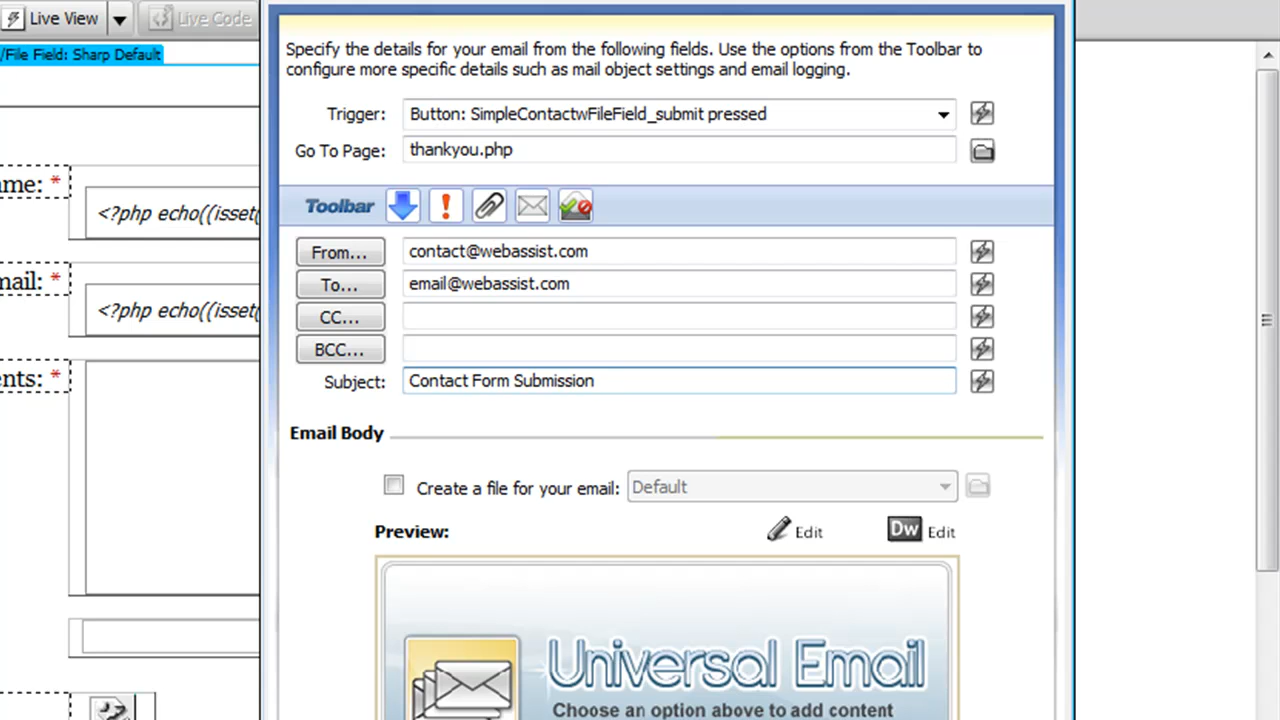 Live View
Live Code
/File Field: Sharp Default
Specify the details for your email from the following fields. Use the options from the Toolbar to
configure more specific details such as mail object settings and email logging.
Trigger: Button: SimpleContactwFileField_submit pressed
Go To Page: thankyou.php
ame: *
<?php echo((isset(
Toolbar
From... contact@webassist.com
mail: *
To... email@webassist.com
<?php echo((isset(
CC...
BCC...
ents: *
Subject: Contact Form Submission
Email Body
Create a file for your email: Default
Preview: Edit Dw Edit
Universal Email
Choose an option above to add content